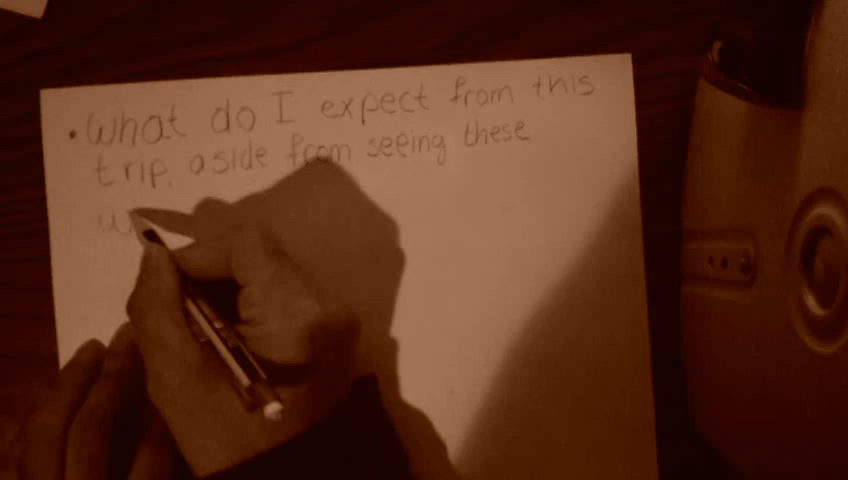 • What do I expect from this
trip. aside from seeing these